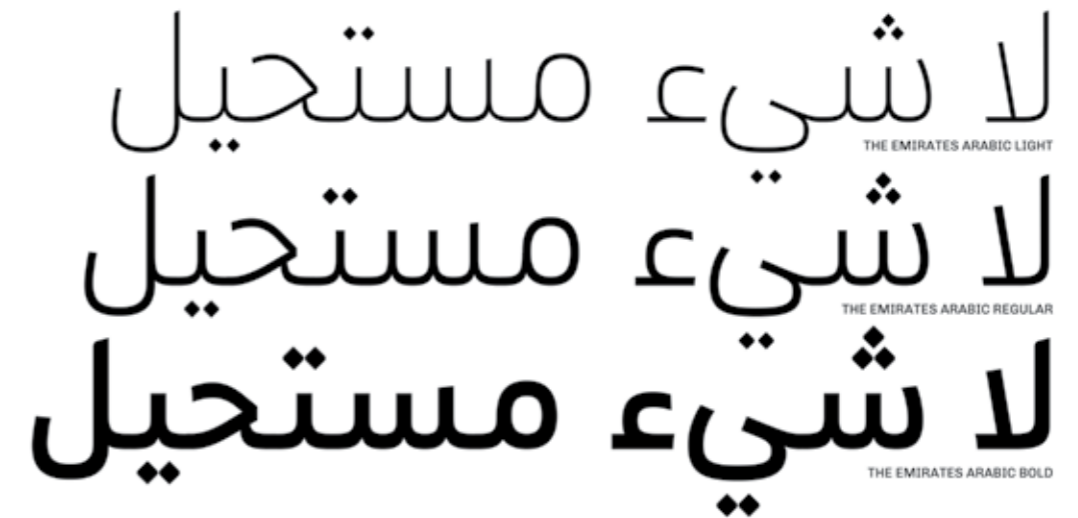 لا شيء مستحيل
THE EMIRATES ARABIC LIGHT
لا شيء مستحيل
THE EMIRATES ARABIC REGULAR
لا شيء مستحيل
THE EMIRATES ARABIC BOLD